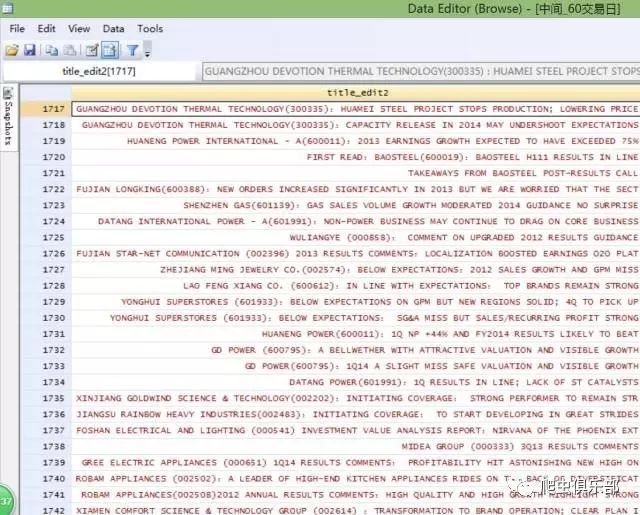 Data Editor (Browse) - [中间_60交易日]
File Edit View Data Tools
title_edit2[1717] GUANGZHOU DEVOTION THERMAL TECHNOLOGY(300335) : HUAMEI STEEL PROJECT STOPS
Snapshots
title_edit2
1717 GUANGZHOU DEVOTION THERMAL TECHNOLOGY(300335): HUAMEI STEEL PROJECT STOPS PRODUCTION; LOWERING PRICE
1718 GUANGZHOU DEVOTION THERMAL TECHNOLOGY(300335): CAPACITY RELEASE IN 2014 MAY UNDERSHOOT EXPECTATIONS
1719 HUANENG POWER INTERNATIONAL - A(600011): 2013 EARNINGS GROWTH EXPECTED TO HAVE EXCEEDED 75%
1720 FIRST READ: BAOSTEEL(600019): BAOSTEEL H111 RESULTS IN LINE
1721 TAKEAWAYS FROM BAOSTEEL POST-RESULTS CALL
1722 FUJIAN LONGKING(600388): NEW ORDERS INCREASED SIGNIFICANTLY IN 2013 BUT WE ARE WORRIED THAT THE SECT
1723 SHENZHEN GAS(601139): GAS SALES VOLUME GROWTH MODERATED 2014 GUIDANCE NO SURPRISE
1724 DATANG INTERNATIONAL POWER - A(601991): NON-POWER BUSINESS MAY CONTINUE TO DRAG ON CORE BUSINESS
1725 WULIANGYE (000858): COMMENT ON UPGRADED 2012 RESULTS GUIDANCE
1726 FUJIAN STAR-NET COMMUNICATION (002396) 2013 RESULTS COMMENTS: LOCALIZATION BOOSTED EARNINGS O2O PLAT
1727 ZHEJIANG MING JEWELRY CO.(002574): BELOW EXPECTATIONS: 2012 SALES GROWTH AND GPM MISS
1728 LAO FENG XIANG CO. (600612): IN LINE WITH EXPECTATIONS: TOP BRANDS REMAIN STRONG
1729 YONGHUI SUPERSTORES (601933): BELOW EXPECTATIONS ON GPM BUT NEW REGIONS SOLID; 4Q TO PICK UP
1730 YONGHUI SUPERSTORES (601933): BELOW EXPECTATIONS: SG&A MISS BUT SALES/RECURRING PROFIT STRONG
1731 HUANENG POWER(600011): 1Q NP +44% AND FY2014 RESULTS LIKELY TO BEAT
1732 GD POWER (600795): A BELLWETHER WITH ATTRACTIVE VALUATION AND VISIBLE GROWTH
1733 GD POWER(600795): 1Q14 A SLIGHT MISS SAFE VALUATION AND VISIBLE GROWTH
1734 DATANG POWER(601991): 1Q RESULTS IN LINE; LACK OF ST CATALYSTS
1735 XINJIANG GOLDWIND SCIENCE & TECHNOLOGY(002202): INITIATING COVERAGE: STRONG PERFORMER TO REMAIN STR
1736 JIANGSU RAINBOW HEAVY INDUSTRIES(002483): INITIATING COVERAGE: TO START DEVELOPING IN GREAT STRIDES
1737 FOSHAN ELECTRICAL AND LIGHTING (000541) INVESTMENT VALUE ANALYSIS REPORT: NIRVANA OF THE PHOENIX EXT
1738 MIDEA GROUP (000333) 3Q13 RESULTS COMMENTS
1739 GREE ELECTRIC APPLIANCES (000651) 1Q14 RESULTS COMMENTS: PROFITABILITY HIT ASTONISHING NEW HIGH ON
1740 ROBAM APPLIANCES (002508): A LEADER OF HIGH-END KITCHEN APPLIANCES RIDES ON
1741 ROBAM APPLIANCES(002508)2012 ANNUAL RESULTS COMMENTS: HIGH QUALITY AND HIGH GROWTH HIGHLIGHT STRONG
1742 XIAMEN COMFORT SCIENCE & TECHNOLOGY GROUP (002614) : TRANSFORMATION TO BRAND OPERATION; CLEAR PLAN
爬虫俱乐部
37